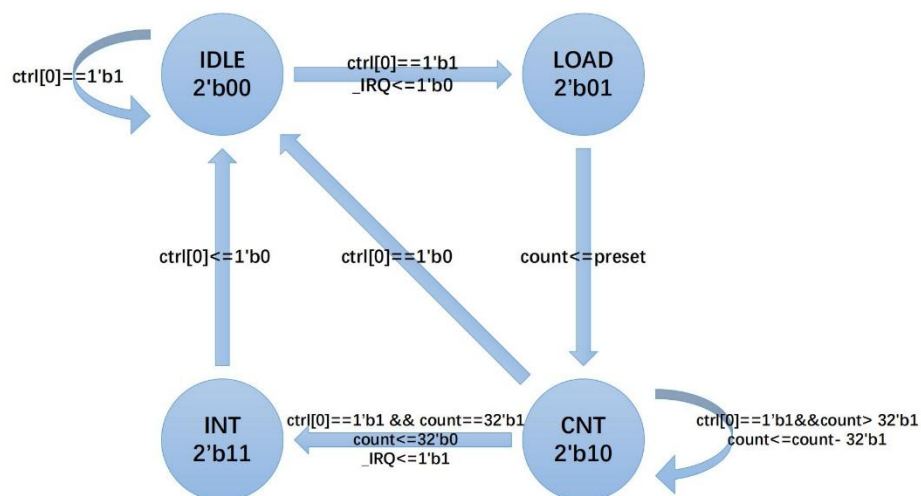 IDLE
2'b00
ctrl[0]==1'b1
ctrl[0]==1'b1
_IRQ<=1'b0
LOAD
2'b01
ctrl[0]<=1'b0
ctrl[0]==1'b0
count<=preset
INT
2'b11
ctrl[0]==1'b1 && count==32'b1
count<=32'b0
_IRQ<=1'b1
CNT
2'b10
ctrl[0]==1'b1&&count> 32'b1
count<=count- 32'b1